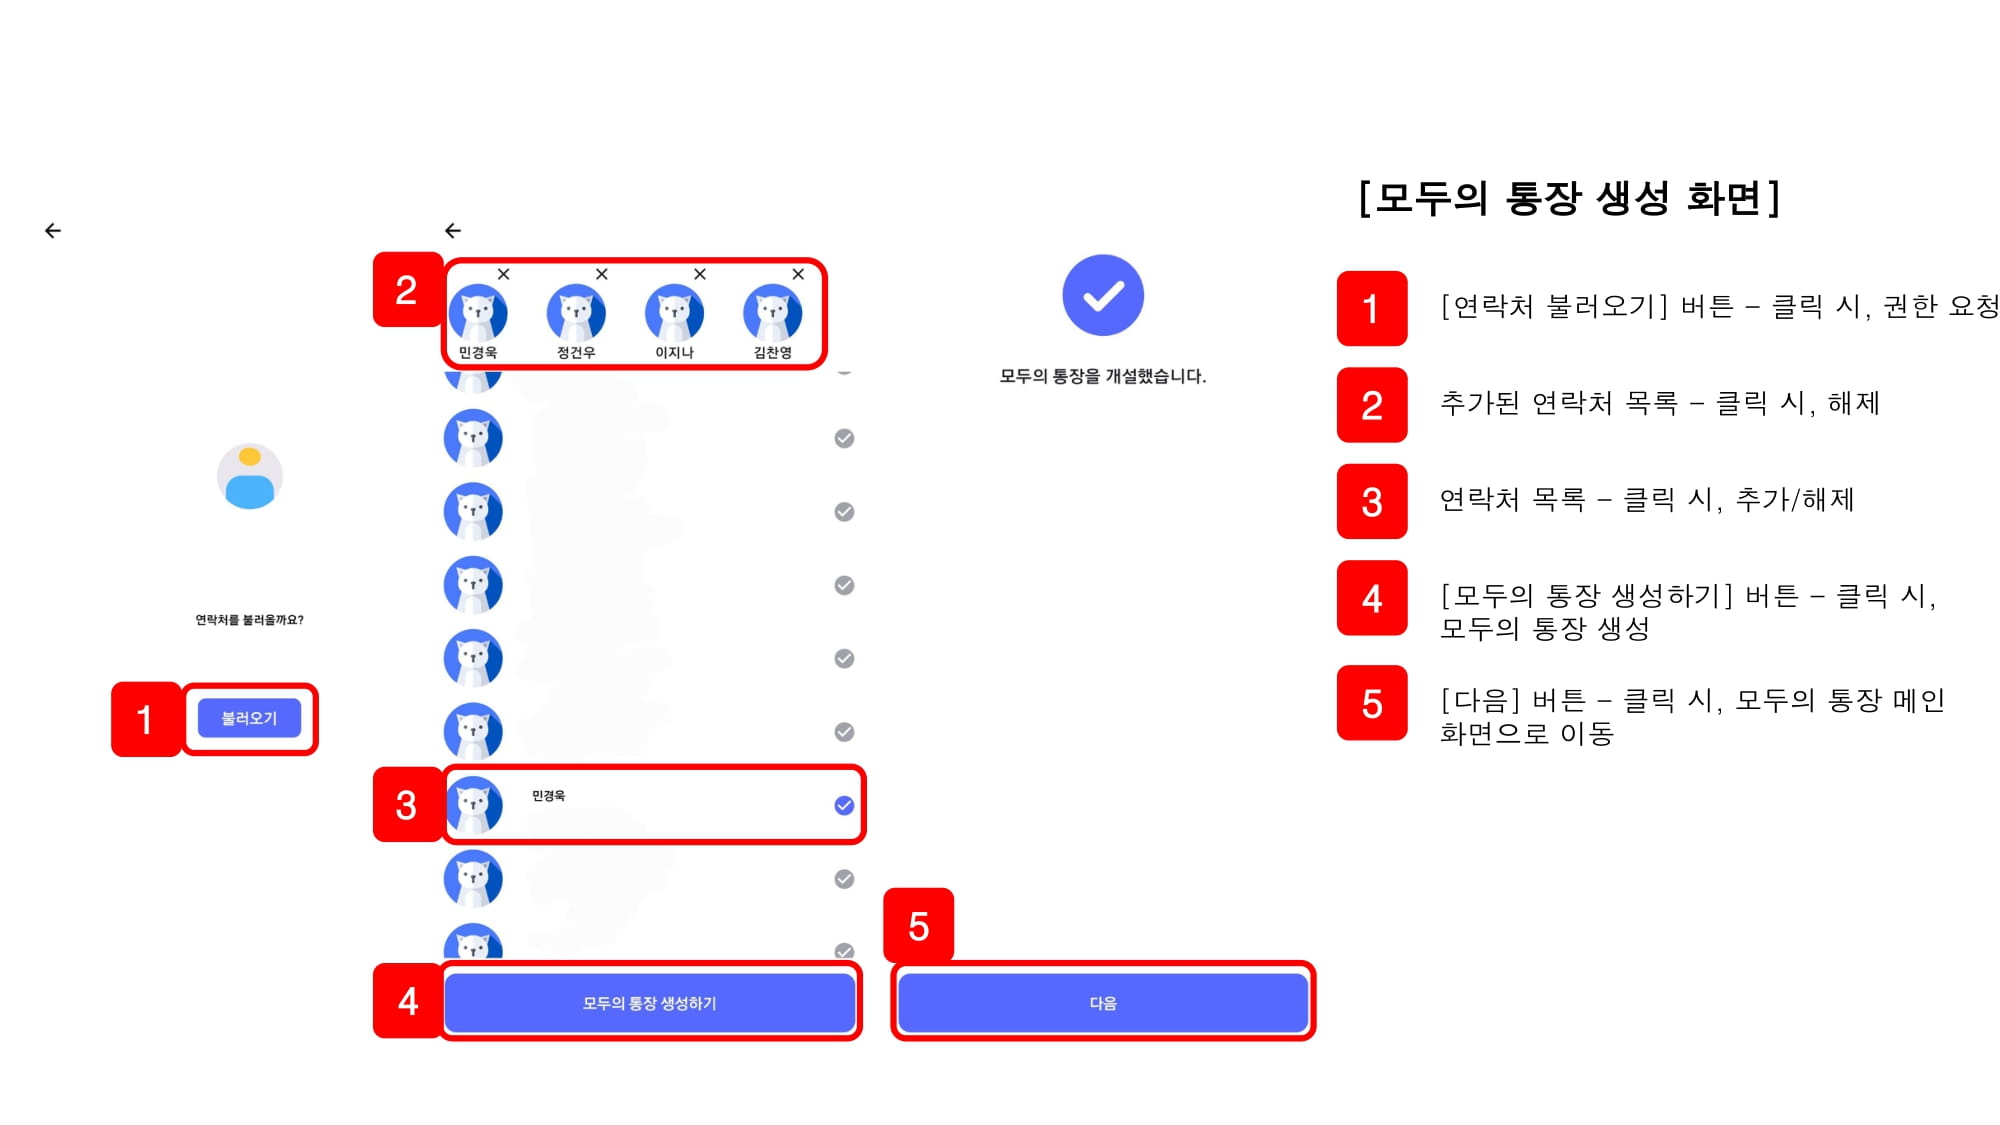 [모두의 통장 생성 화면]
1
불러오기
연락처를 불러올까요?
2
민경욱
정건우
이지나
김찬영
3
민경욱
4
모두의 통장 생성하기
모두의 통장을 개설했습니다.
5
다음
1
[연락처 불러오기] 버튼 – 클릭 시, 권한 요청
2
추가된 연락처 목록 – 클릭 시, 해제
3
연락처 목록 – 클릭 시, 추가/해제
4
[모두의 통장 생성하기] 버튼 – 클릭 시,
모두의 통장 생성
5
[다음] 버튼 – 클릭 시, 모두의 통장 메인
화면으로 이동